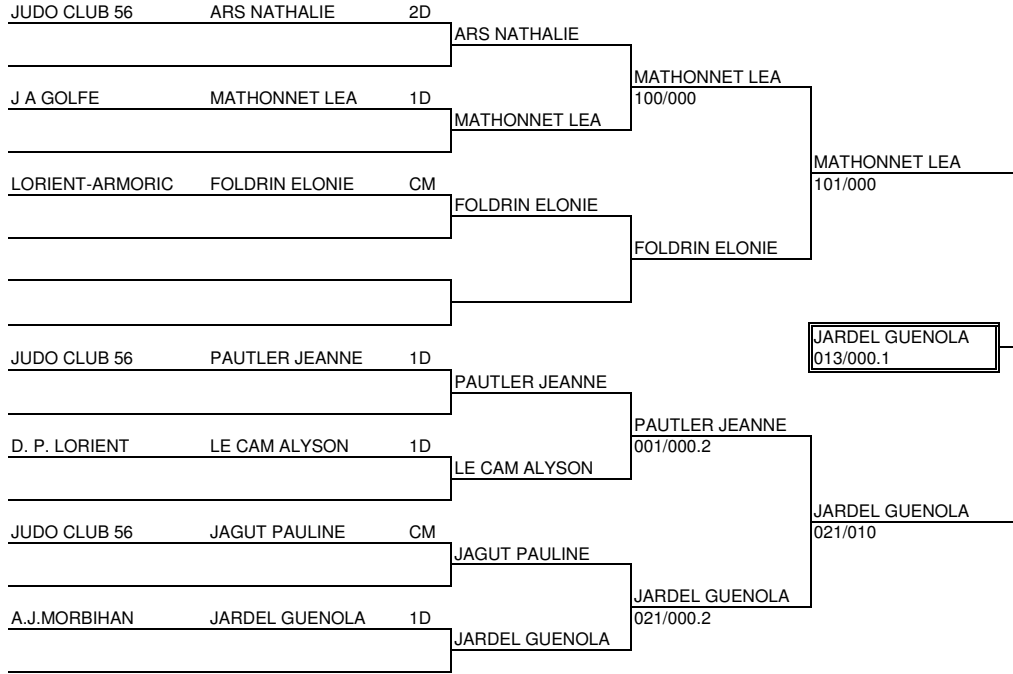 JUDO CLUB 56 ARS NATHALIE 2D
ARS NATHALIE
MATHONNET LEA
100/000
J A GOLFE MATHONNET LEA 1D
MATHONNET LEA
MATHONNET LEA
101/000
LORIENT-ARMORIC FOLDRIN ELONIE CM
FOLDRIN ELONIE
FOLDRIN ELONIE
JARDEL GUENOLA
013/000.1
JUDO CLUB 56 PAUTLER JEANNE 1D
PAUTLER JEANNE
PAUTLER JEANNE
001/000.2
D. P. LORIENT LE CAM ALYSON 1D
LE CAM ALYSON
JARDEL GUENOLA
021/010
JUDO CLUB 56 JAGUT PAULINE CM
JAGUT PAULINE
JARDEL GUENOLA
021/000.2
A.J.MORBIHAN JARDEL GUENOLA 1D
JARDEL GUENOLA